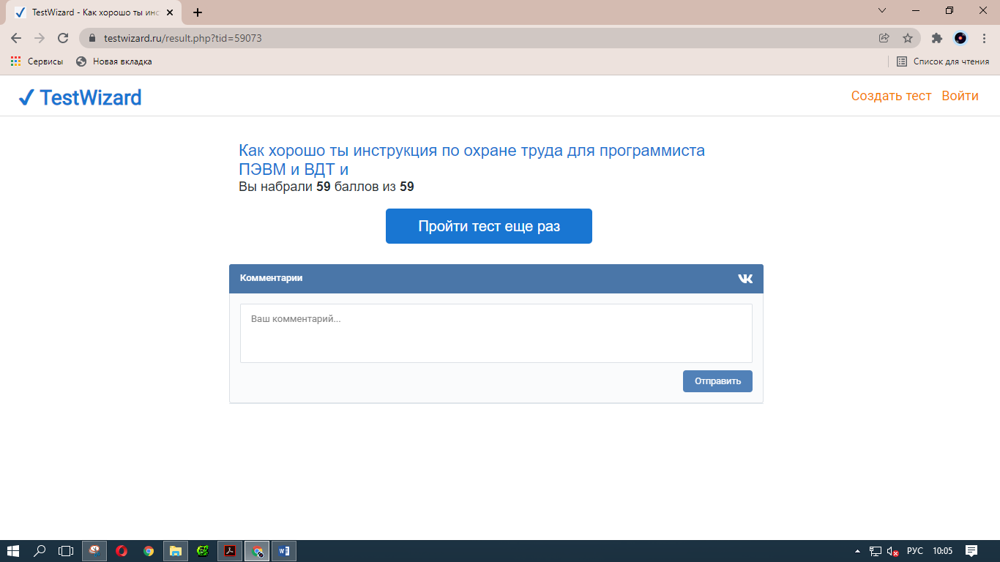 TestWizard - Как хорошо ты инс
testwizard.ru/result.php?tid=59073
Сервисы
Новая вкладка
Список для чтения
TestWizard
Создать тест
Войти
Как хорошо ты инструкция по охране труда для программиста
ПЭВМ и ВДТ и
Вы набрали 59 баллов из 59
Пройти тест еще раз
Комментарии
Ваш комментарий...
Отправить
РУС
10:05